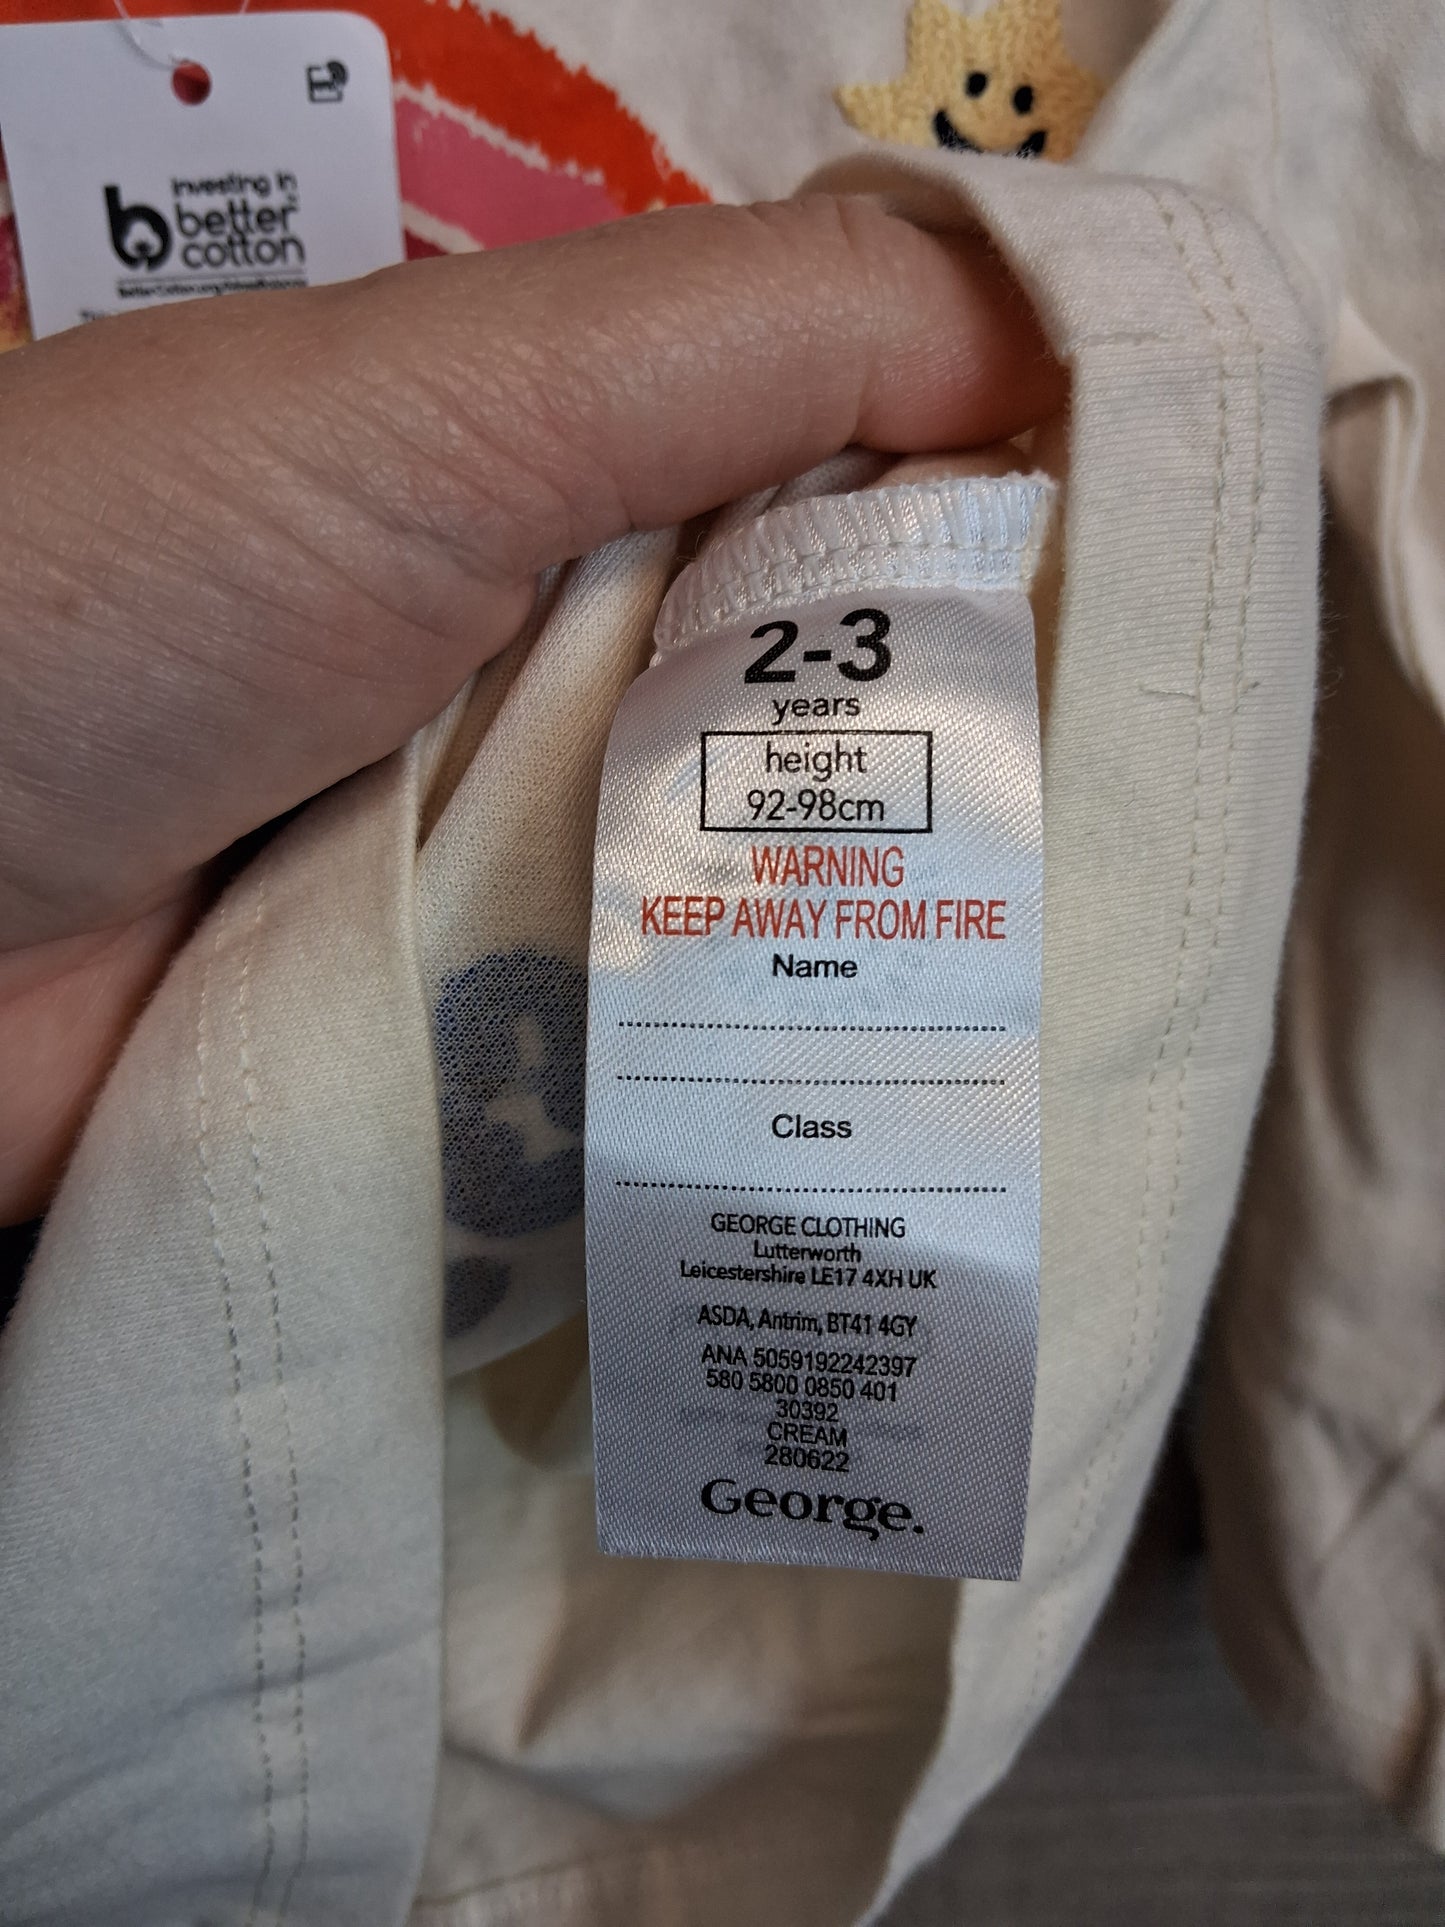 investing in
better
cotton
2-3
years
height
92-98cm
WARNING
KEEP AWAY FROM FIRE
Name
Class
GEORGE CLOTHING
Lutterworth
Leicestershire LE17 4XH UK
ASDA, Antrim, BT41 4GY
ANA 5059192242397
580 5800 0850 401
30392
CREAM
280622
George.